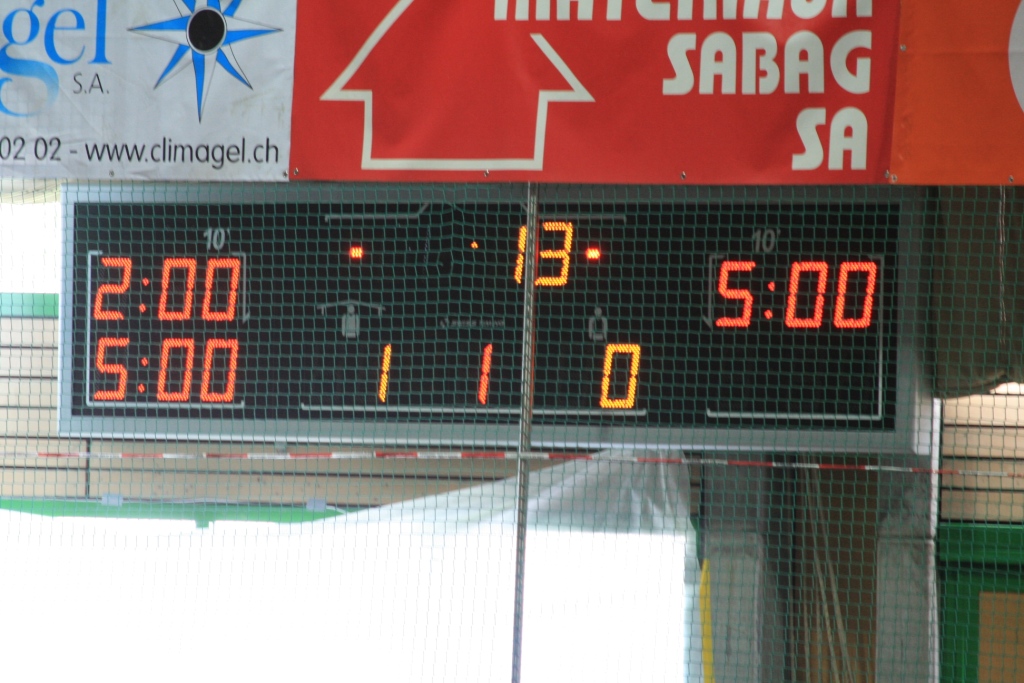 gel
S.A.
02 02 - www.climagel.ch
SABAG
SA
10'
13
10'
2:00
5:00
5:00
1
1
0